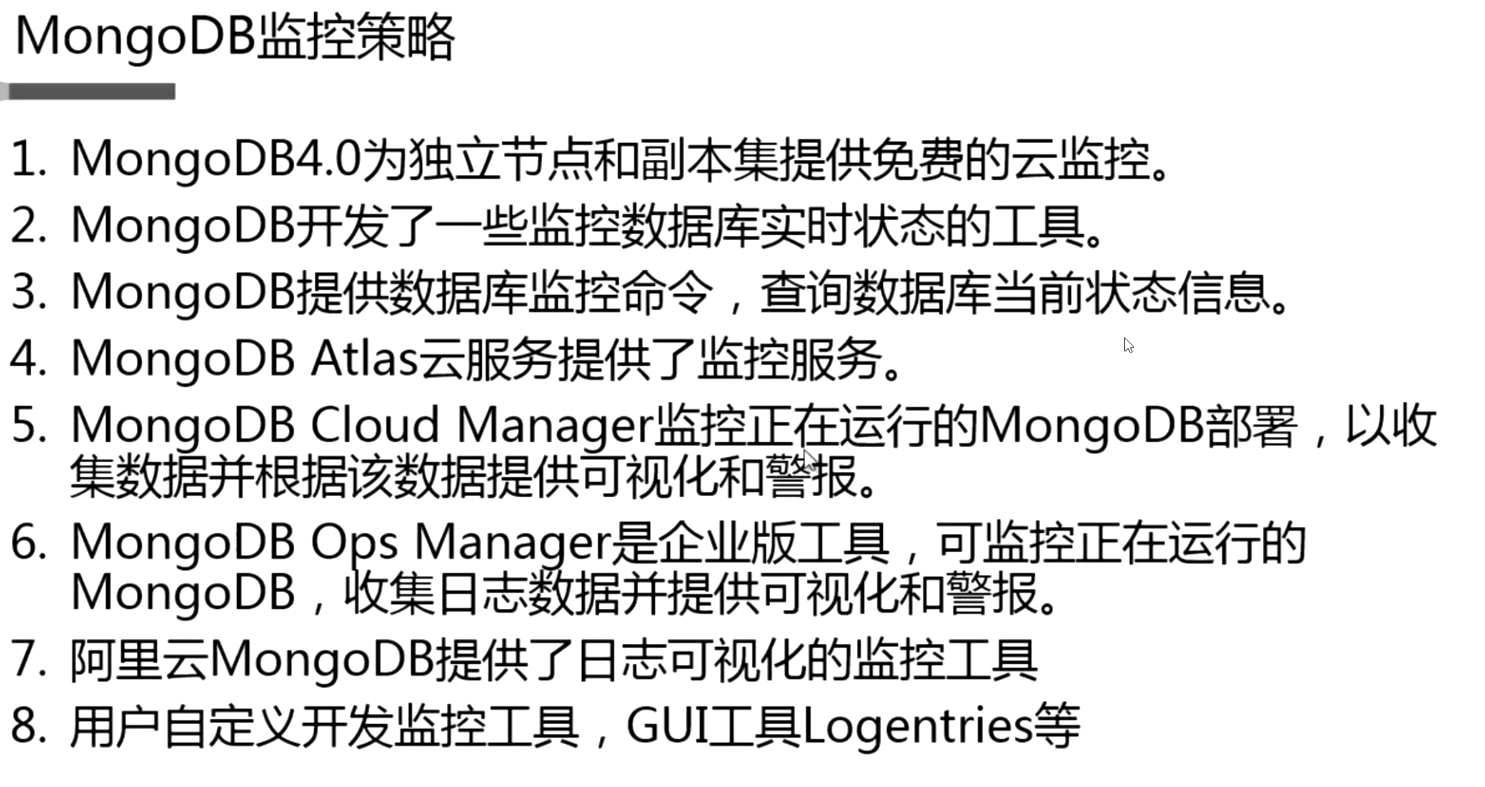 MongoDB监控策略
1. MongoDB4.0为独立节点和副本集提供免费的云监控。
2. MongoDB开发了一些监控数据库实时状态的工具。
3. MongoDB提供数据库监控命令，查询数据库当前状态信息。
4. MongoDB Atlas云服务提供了监控服务。
5. MongoDB Cloud Manager监控正在运行的MongoDB部署，以收
集数据并根据该数据提供可视化和警报。
6. MongoDB Ops Manager是企业版工具，可监控正在运行的
MongoDB，收集日志数据并提供可视化和警报。
7. 阿里云MongoDB提供了日志可视化的监控工具
8. 用户自定义开发监控工具，GUI工具Logentries等